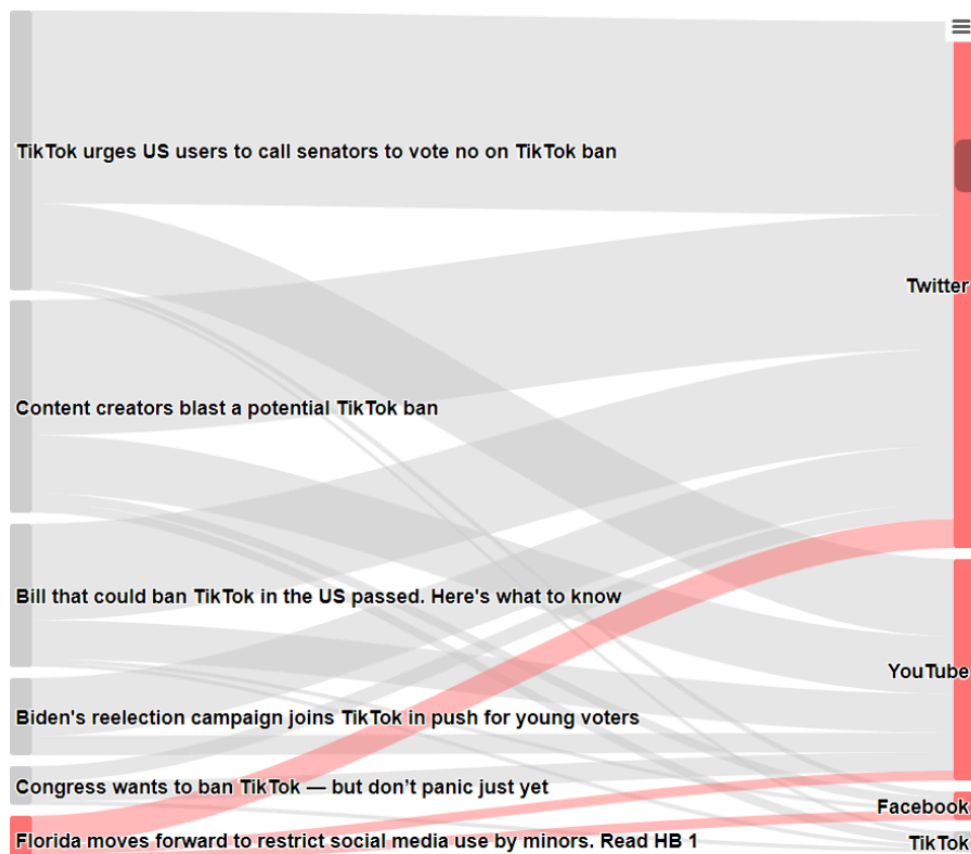 TikTok urges US users to call senators to vote no on TikTok ban
Twitter
Content creators blast a potential TikTok ban
Bill that could ban TikTok in the US passed. Here's what to know
YouTube
Biden's reelection campaign joins TikTok in push for young voters
Congress wants to ban TikTok — but don’t panic just yet
Facebook
Florida moves forward to restrict social media use by minors. Read HB 1
TikTok